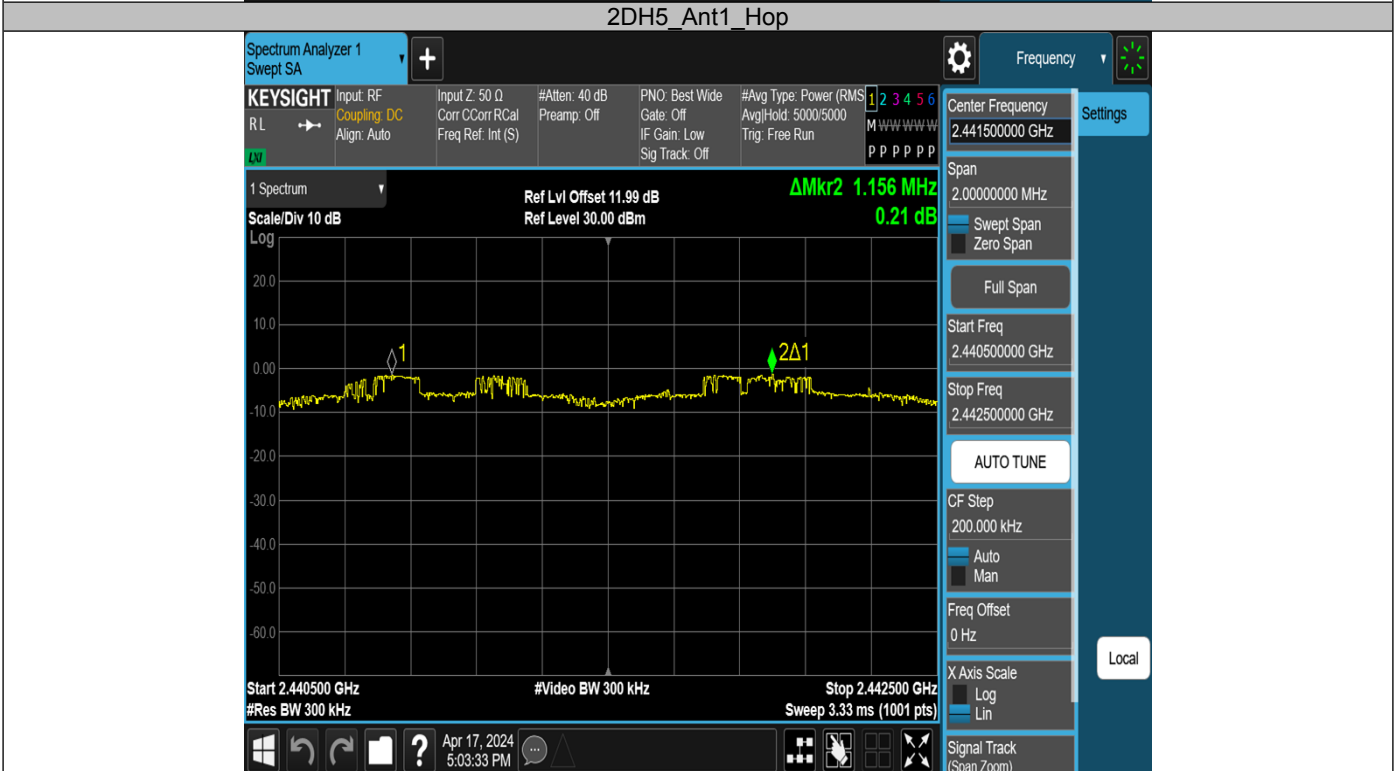 2DH5_Ant1_Hop
Spectrum Analyzer 1
Swept SA
+
Frequency
KEYSIGHT
R L
LXI
Input: RF
Coupling: DC
Align: Auto
Input Z: 50 Ω
Corr CCorr RCal
Freq Ref: Int (S)
#Atten: 40 dB
Preamp: Off
PNO: Best Wide
Gate: Off
IF Gain: Low
Sig Track: Off
#Avg Type: Power (RMS
Avg|Hold: 5000/5000
Trig: Free Run
1 2 3 4 5 6
M W W W W W
P P P P P P
Center Frequency
2.441500000 GHz
Settings
1 Spectrum
Scale/Div 10 dB
Log
Ref Lvl Offset 11.99 dB
Ref Level 30.00 dBm
ΔMkr2 1.156 MHz
0.21 dB
20.0
10.0
0.00
-10.0
-20.0
-30.0
-40.0
-50.0
-60.0
1
2Δ1
Start 2.440500 GHz
#Res BW 300 kHz
#Video BW 300 kHz
Stop 2.442500 GHz
Sweep 3.33 ms (1001 pts)
Span
2.00000000 MHz
Swept Span
Zero Span
Full Span
Start Freq
2.440500000 GHz
Stop Freq
2.442500000 GHz
AUTO TUNE
CF Step
200.000 kHz
Auto
Man
Freq Offset
0 Hz
X Axis Scale
Log
Lin
Signal Track
(Span Zoom)
Local
?
Apr 17, 2024
5:03:33 PM